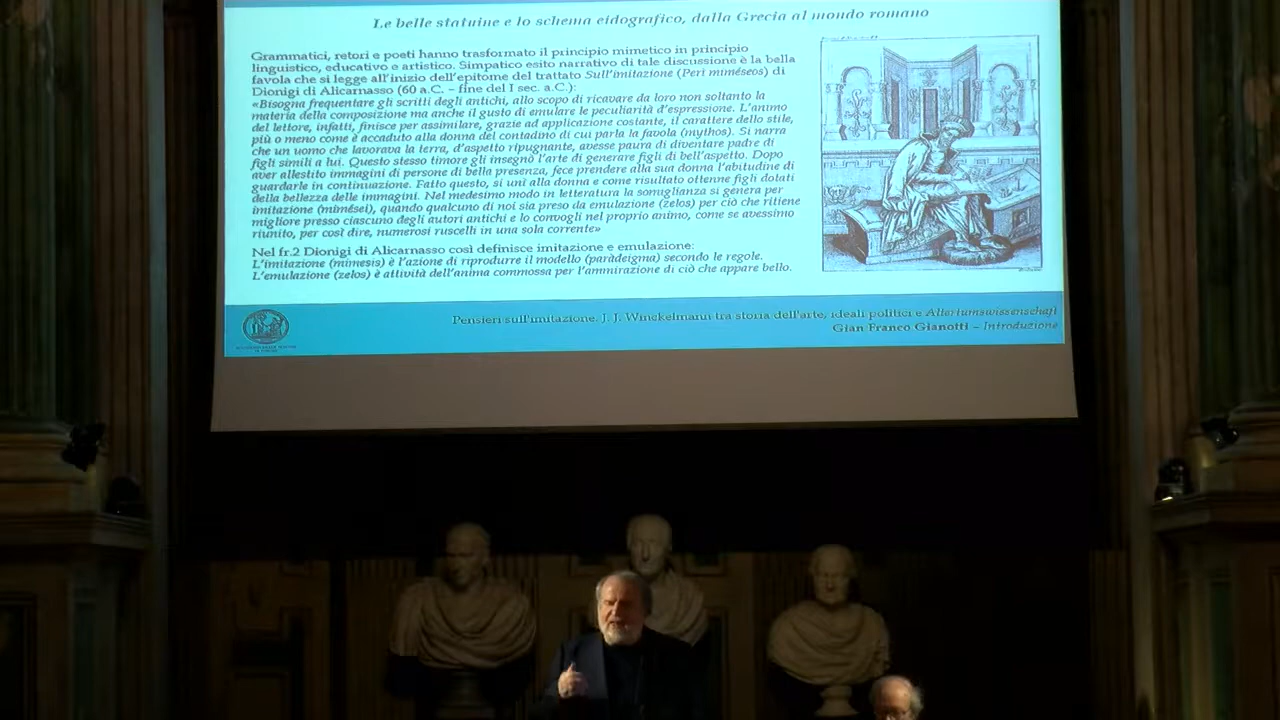 Le belle statuine e lo schema eidografico, dalla Grecia al mondo romano
Grammatici, retori e poeti hanno trasformato il principio mimetico in principio
linguistico, educativo e artistico. Simpatico esito narrativo di tale discussione è la bella
favola che si legge all'inizio dell'epitome del trattato Sull'imitazione (Peri miméseos) di
Dionigi di Alicarnasso (60 a.C. – fine del I sec. a.C.):
«Bisogna frequentare gli scritti degli antichi, allo scopo di ricavare da loro non soltanto la
materia della composizione ma anche il gusto di emulare le peculiarità d'espressione. L'animo
del lettore, infatti, finisce per assimilare, grazie ad applicazione costante, il carattere dello stile,
più o meno come è accaduto alla donna del contadino di cui parla la favola (mythos). Si narra
che un uomo che lavorava la terra, d'aspetto ripugnante, avesse paura di diventare padre di
figli simili a lui. Questo stesso timore gli insegnò l'arte di generare figli di bell'aspetto. Dopo
aver allestito immagini di persone di bella presenza, fece prendere alla sua donna l'abitudine di
guardarle in continuazione. Fatto questo, si unì alla donna e come risultato ottenne figli dotati
della bellezza delle immagini. Nel medesimo modo in letteratura la somiglianza si genera per
imitazione (mimései), quando qualcuno di noi sia preso da emulazione (zelos) per ciò che ritiene
migliore presso ciascuno degli autori antichi e lo convogli nel proprio animo, come se avessimo
riunito, per così dire, numerosi ruscelli in una sola corrente»
Nel fr.2 Dionigi di Alicarnasso così definisce imitazione e emulazione:
L'imitazione (mimesis) è l'azione di riprodurre il modello (paràdeigma) secondo le regole.
L'emulazione (zelos) è attività dell'anima commossa per l'ammirazione di ciò che appare bello.
Pensieri sull'imitazione. J. J. Winckelmann tra storia dell'arte, ideali politici e Altertumswissenschaft
Gian Franco Gianotti – Introduzione